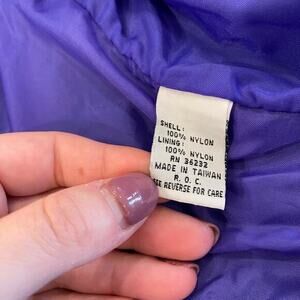 SHELL:
100% NYLON
LINING:
100% NYLON
RN 36232
MADE IN TAIWAN
R. O. C.
SEE REVERSE FOR CARE